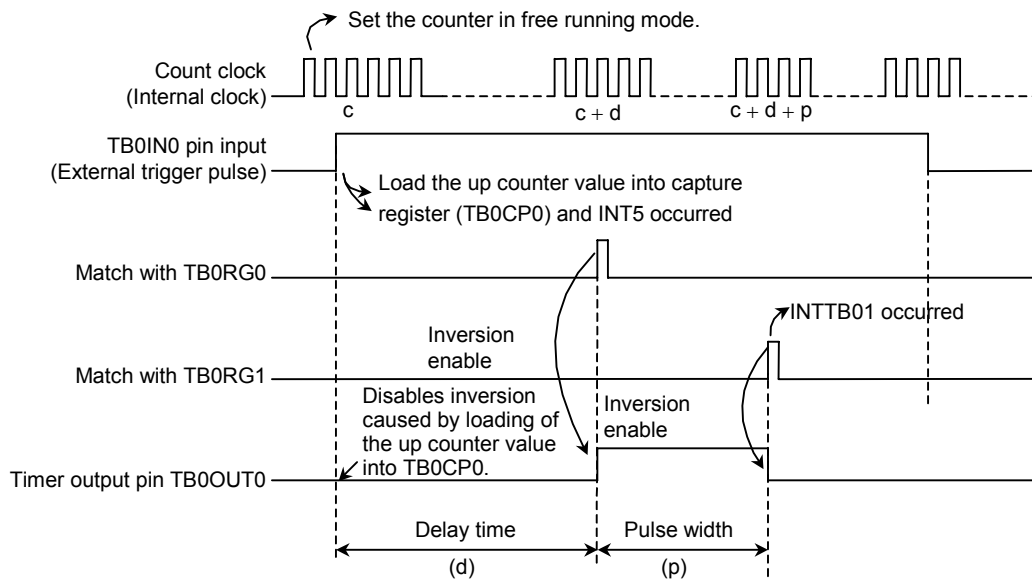 Set the counter in free running mode.
Count clock
(Internal clock)
c
c + d
c + d + p
TB0IN0 pin input
(External trigger pulse)
Load the up counter value into capture
register (TB0CP0) and INT5 occurred
Match with TB0RG0
INTTB01 occurred
Inversion
enable
Match with TB0RG1
Disables inversion
caused by loading of
the up counter value
into TB0CP0.
Inversion
enable
Timer output pin TB0OUT0
Delay time
(d)
Pulse width
(p)